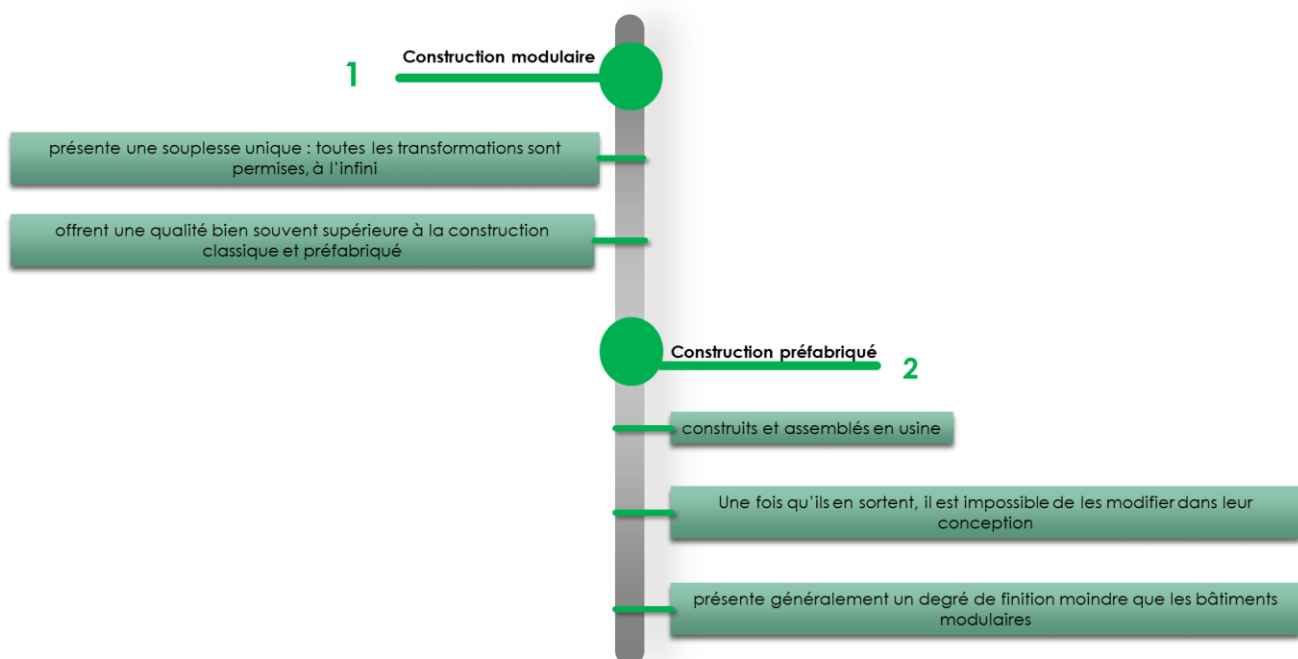 Construction modulaire
1
présente une souplesse unique : toutes les transformations sont
permises, à l'infini
offrent une qualité bien souvent supérieure à la construction
classique et préfabriqué
Construction préfabriqué
2
construits et assemblés en usine
Une fois qu'ils en sortent, il est impossible de les modifier dans leur
conception
présente généralement un degré de finition moindre que les bâtiments
modulaires